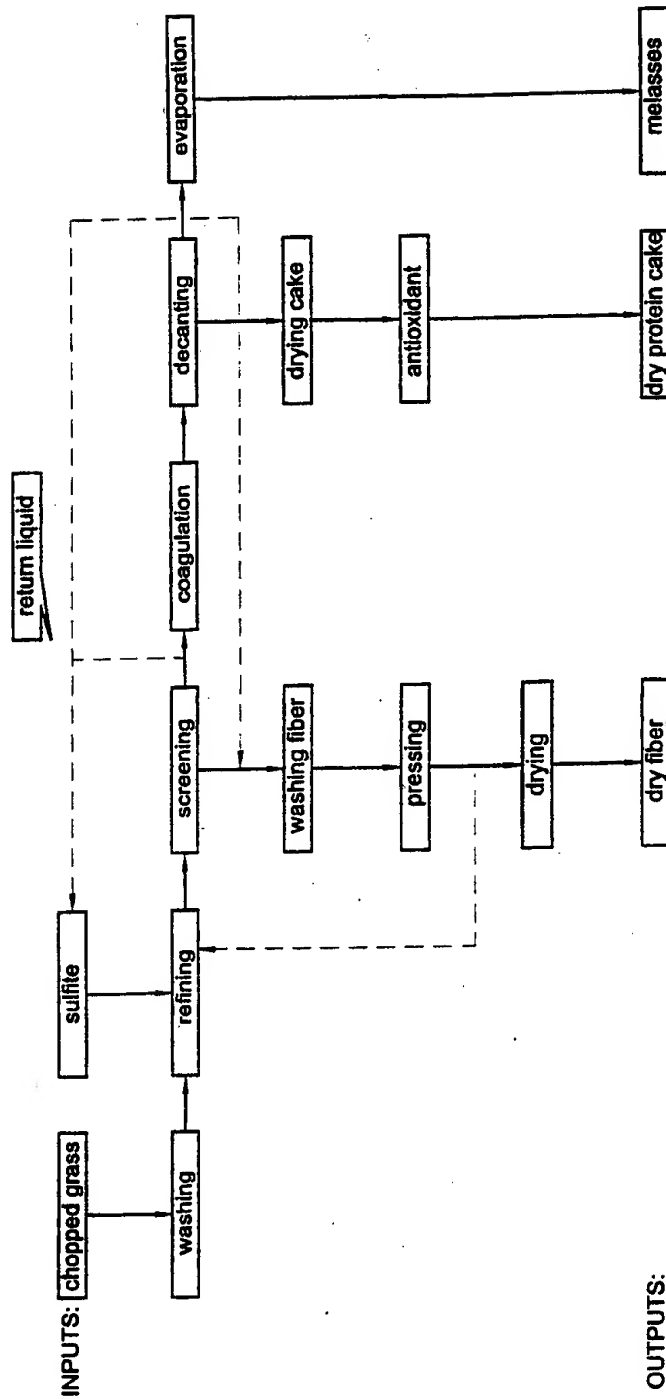 return liquid
INPUTS:
chopped grass
sulfite
washing
refining
screening
coagulation
decanting
evaporation
washing fiber
drying cake
pressing
antioxidant
drying
OUTPUTS:
dry fiber
dry protein cake
melasses